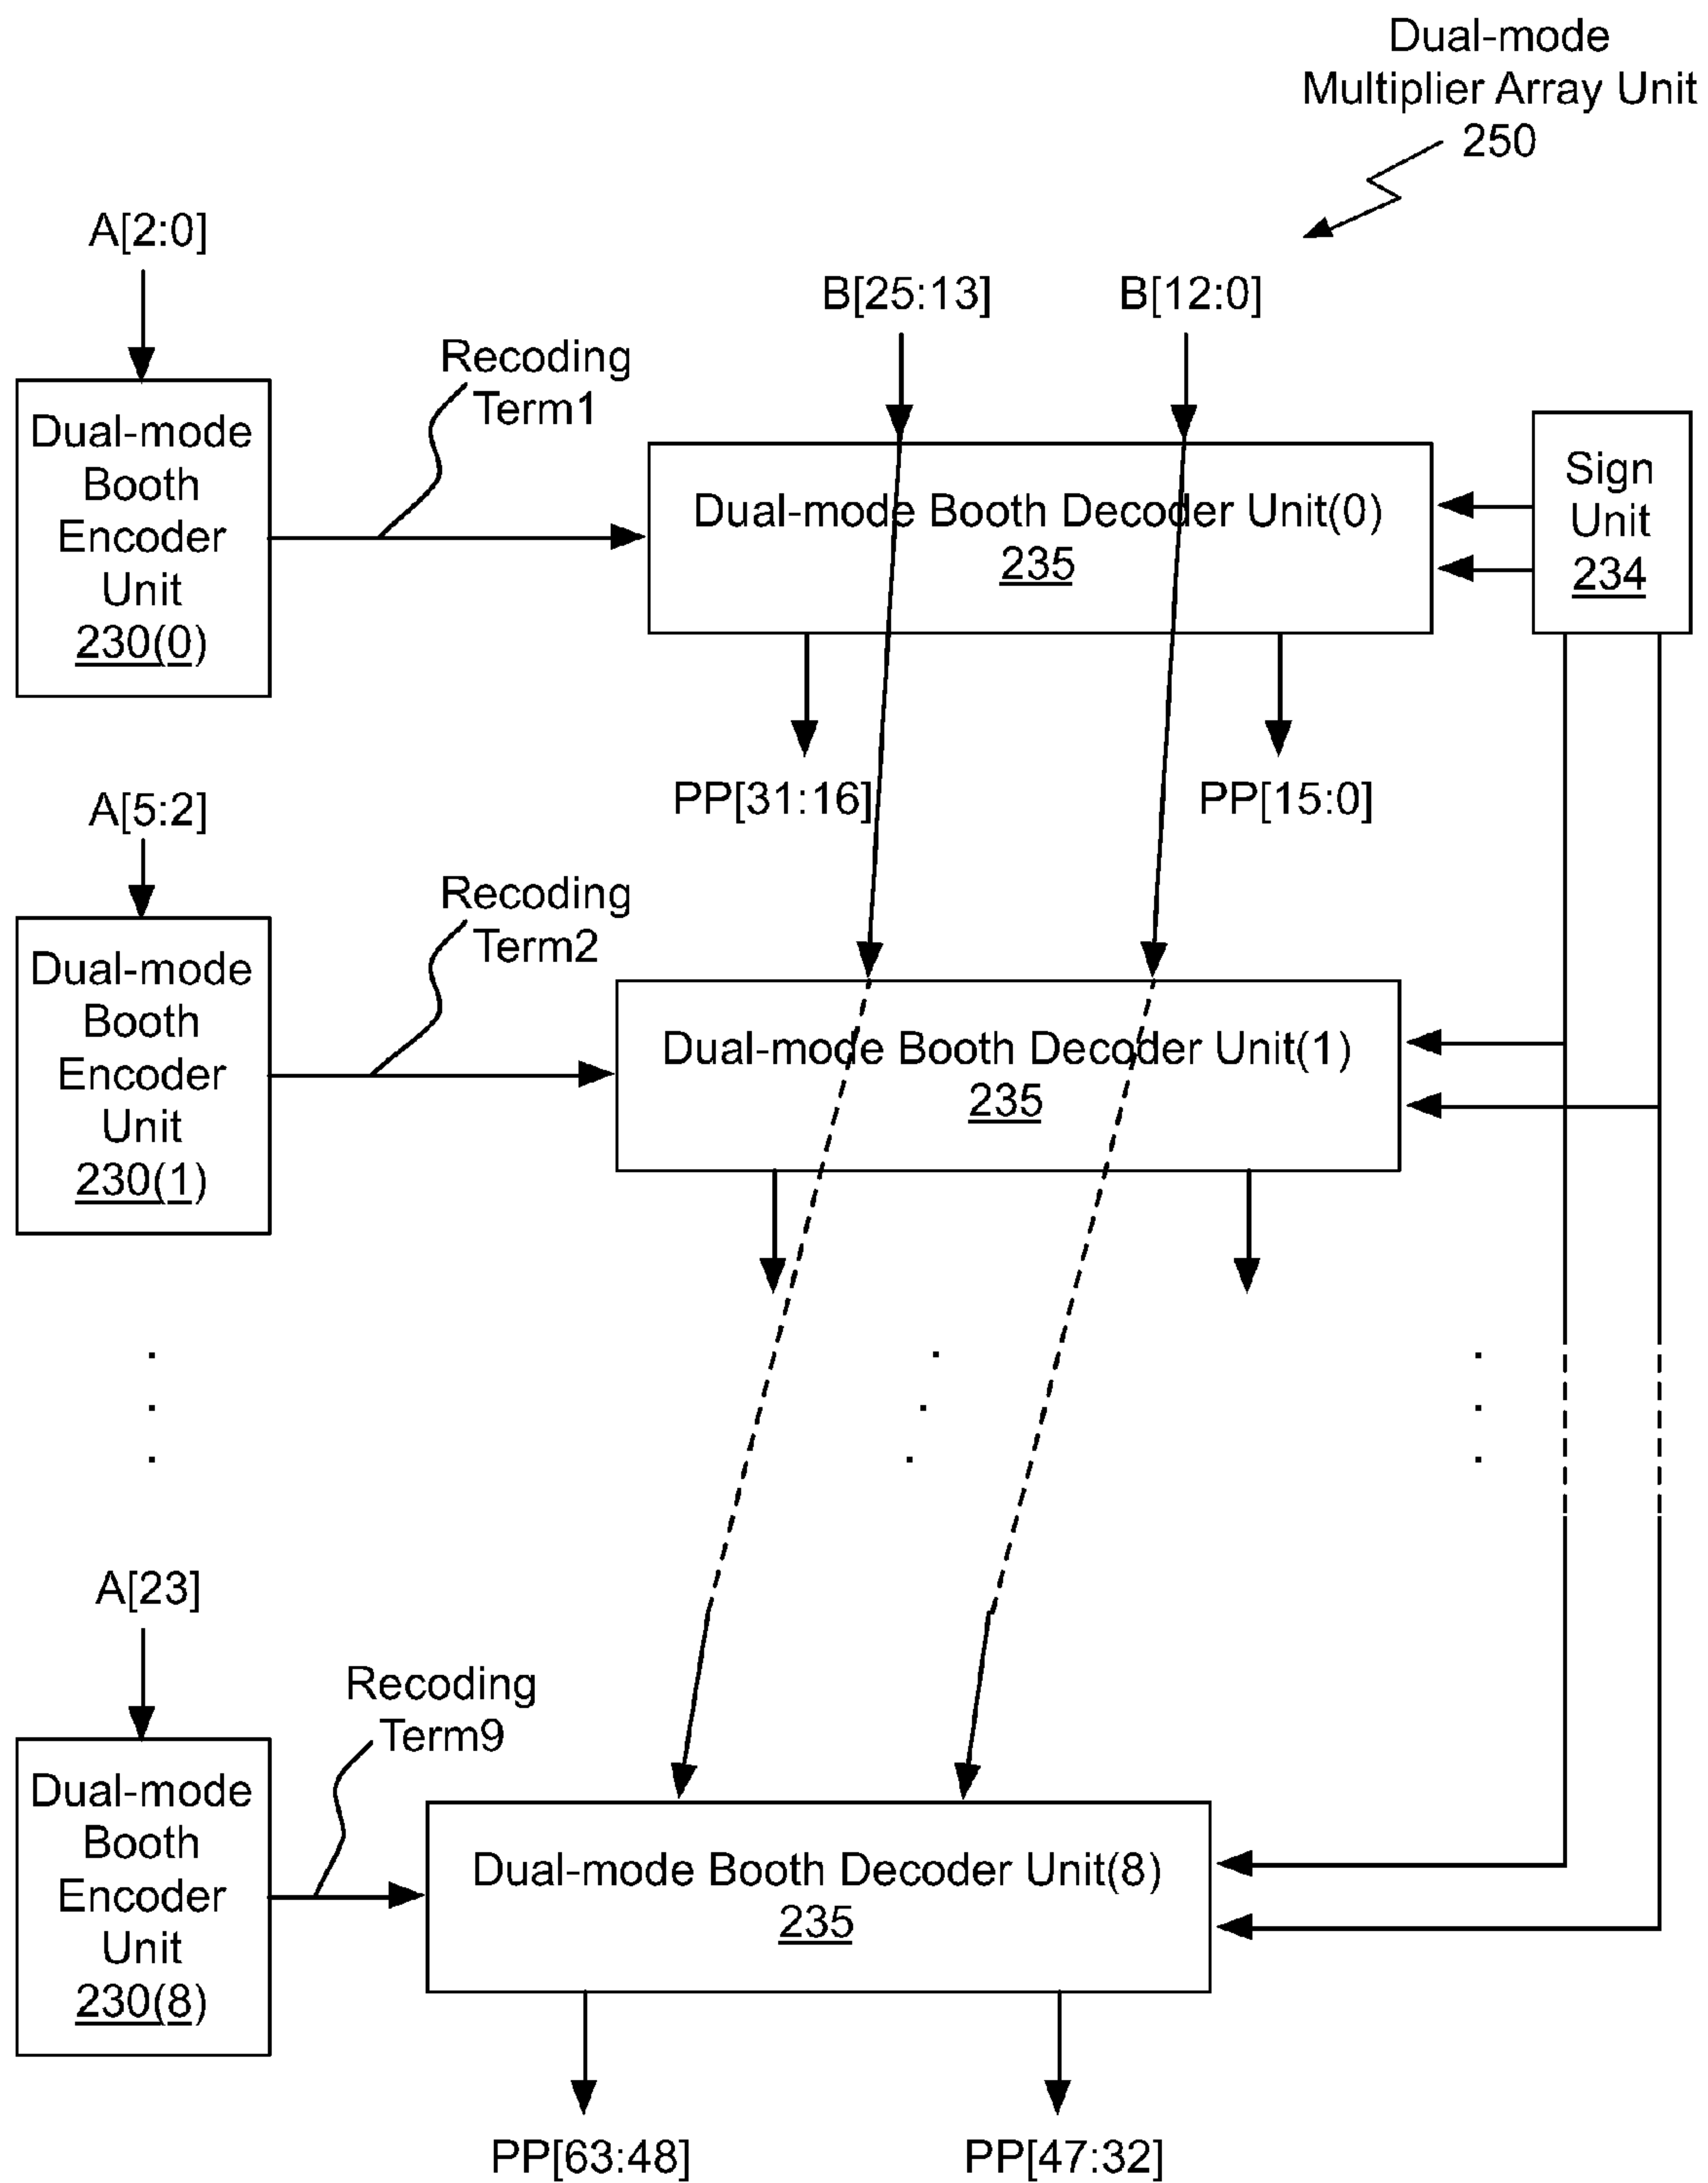 Dual-mode
Multiplier Array Unit
250
A[2:0]
B[25:13]
B[12:0]
Recoding
Term1
Dual-mode
Booth
Encoder
Unit
230(0)
Dual-mode Booth Decoder Unit(0)
235
Sign
Unit
234
PP[31:16]
PP[15:0]
A[5:2]
Recoding
Term2
Dual-mode
Booth
Encoder
Unit
230(1)
Dual-mode Booth Decoder Unit(1)
235
A[23]
Recoding
Term9
Dual-mode
Booth
Encoder
Unit
230(8)
Dual-mode Booth Decoder Unit(8)
235
PP[63:48]
PP[47:32]